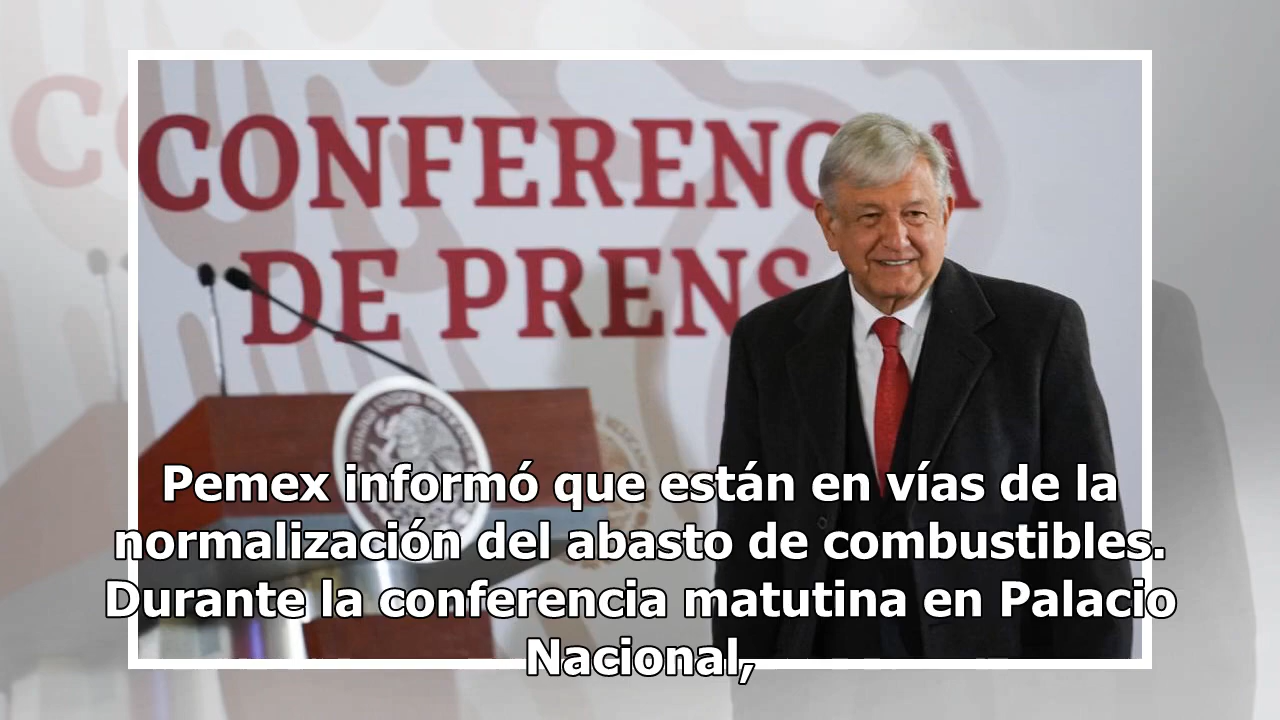 CONFERENCIA
DE PRENS
Pemex informó que están en vías de la
normalización del abasto de combustibles.
Durante la conferencia matutina en Palacio
Nacional,